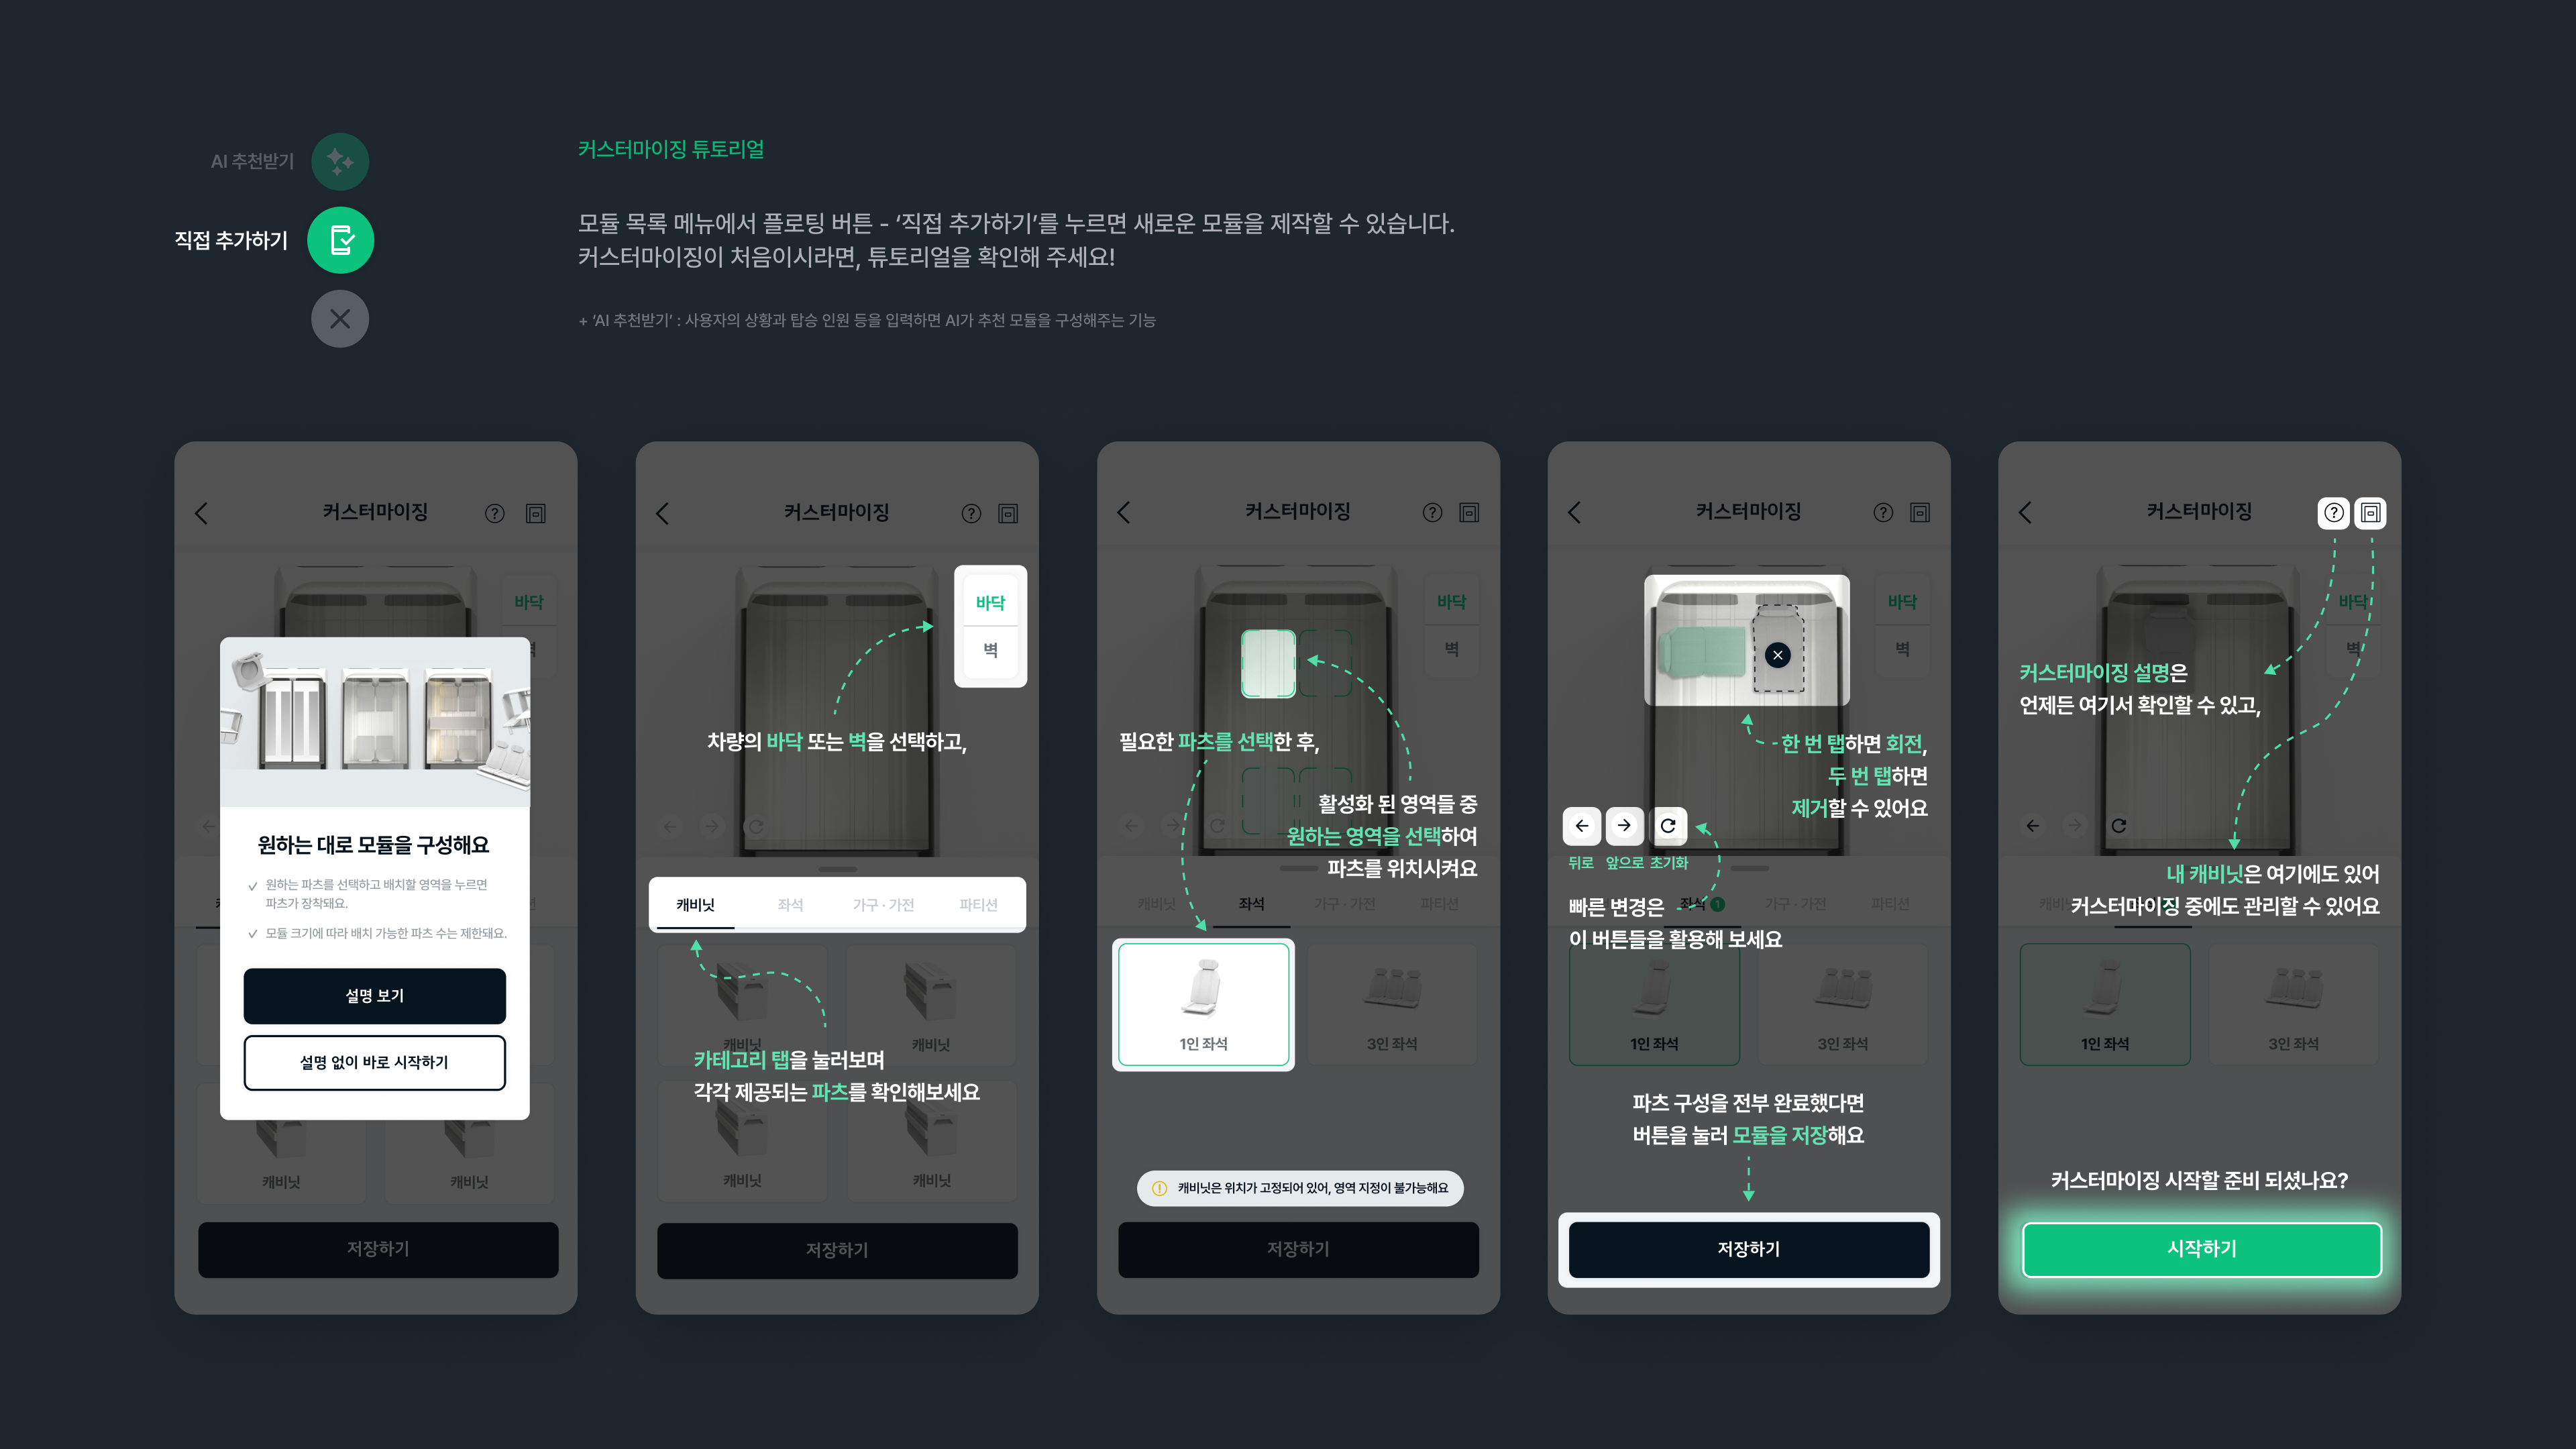 AI 추천받기
직접 추가하기
커스터마이징 튜토리얼
모듈 목록 메뉴에서 플로팅 버튼 - ‘직접 추가하기’를 누르면 새로운 모듈을 제작할 수 있습니다.
커스터마이징이 처음이시라면, 튜토리얼을 확인해 주세요!
+ ‘AI 추천받기’ : 사용자의 상황과 탑승 인원 등을 입력하면 AI가 추천 모듈을 구성해주는 기능
커스터마이징
바닥
벽
원하는 대로 모듈을 구성해요
원하는 파츠를 선택하고 배치할 영역을 누르면
파츠가 장착돼요.
모듈 크기에 따라 배치 가능한 파츠 수는 제한돼요.
설명 보기
설명 없이 바로 시작하기
캐비닛
캐비닛
저장하기
커스터마이징
바닥
벽
차량의 바닥 또는 벽을 선택하고,
캐비닛 좌석 가구 · 가전 파티션
캐비닛
캐비닛
카테고리 탭을 눌러보며
각각 제공되는 파츠를 확인해보세요
캐비닛
캐비닛
저장하기
커스터마이징
바닥
벽
필요한 파츠를 선택한 후,
활성화 된 영역들 중
원하는 영역을 선택하여
파츠를 위치시켜요
캐비닛 좌석 가구 · 가전 파티션
1인 좌석
3인 좌석
캐비닛은 위치가 고정되어 있어, 영역 지정이 불가능해요
저장하기
커스터마이징
바닥
벽
한 번 탭하면 회전,
두 번 탭하면
제거할 수 있어요
뒤로 앞으로 초기화
좌석 1 가구 · 가전 파티션
빠른 변경은
이 버튼들을 활용해 보세요
1인 좌석
3인 좌석
파츠 구성을 전부 완료했다면
버튼을 눌러 모듈을 저장해요
저장하기
커스터마이징
바닥
벽
커스터마이징 설명은
언제든 여기서 확인할 수 있고,
내 캐비닛은 여기에도 있어
커스터마이징 중에도 관리할 수 있어요
1인 좌석
3인 좌석
커스터마이징 시작할 준비 되셨나요?
시작하기